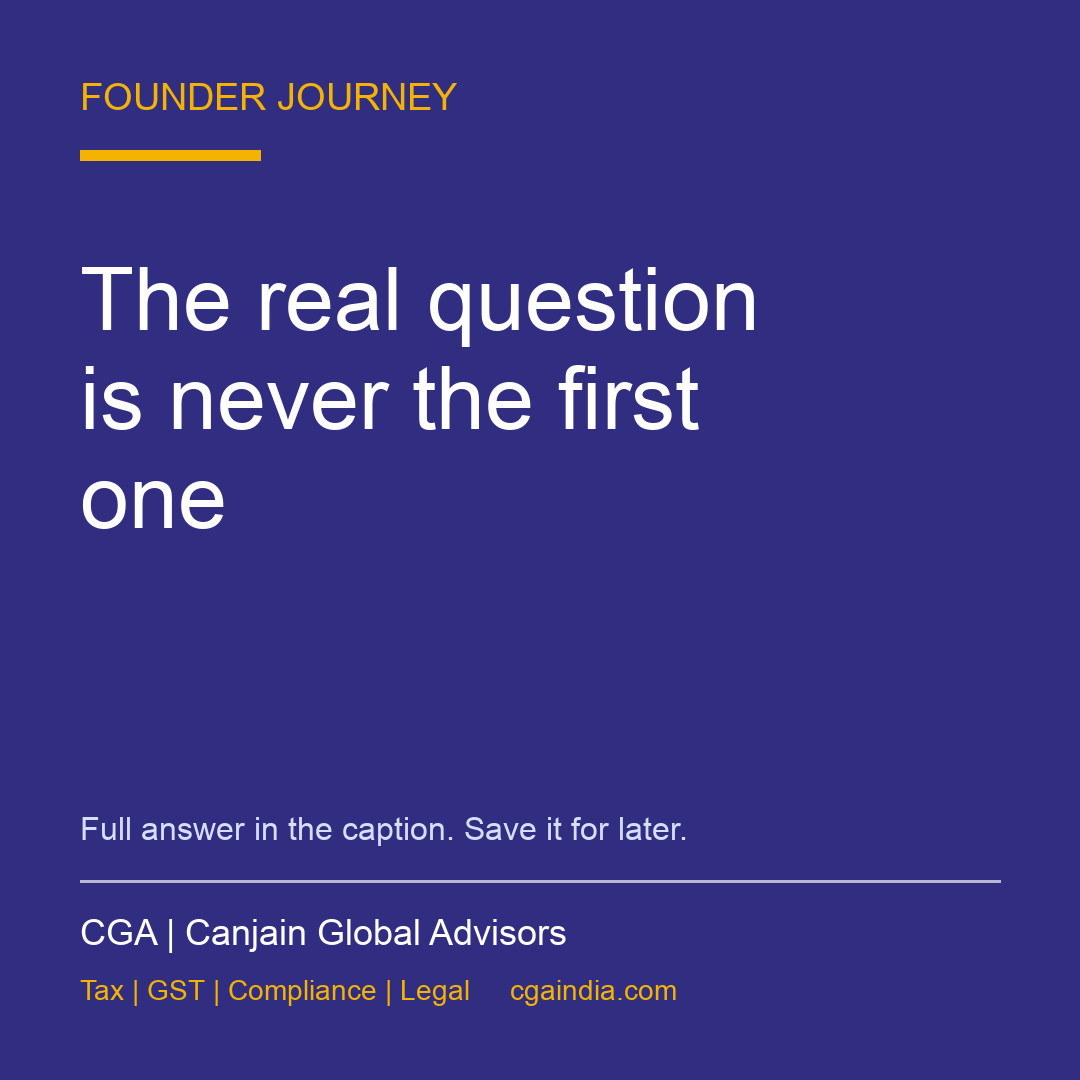 FOUNDER JOURNEY
The real question
is never the first
one
Full answer in the caption. Save it for later.
CGA | Canjain Global Advisors
Tax | GST | Compliance | Legal cgaindia.com